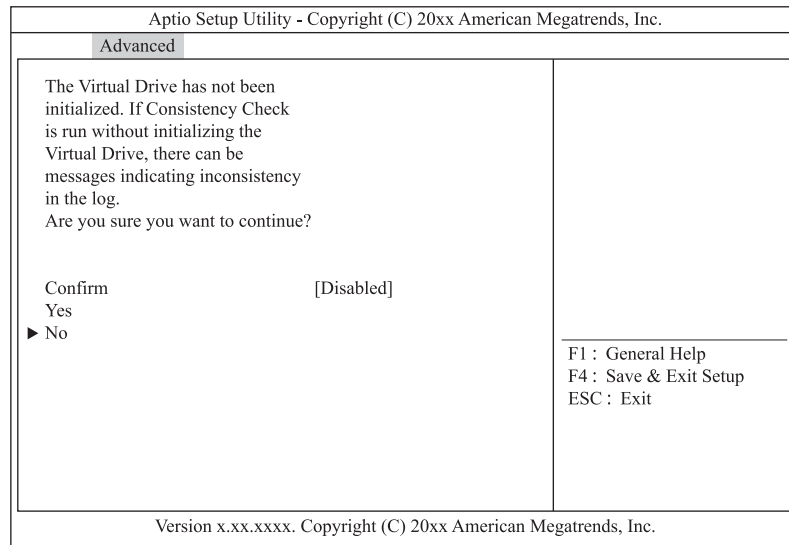 Aptio Setup Utility - Copyright (C) 20xx American Megatrends, Inc.
Advanced
The Virtual Drive has not been
initialized. If Consistency Check
is run without initializing the
Virtual Drive, there can be
messages indicating inconsistency
in the log.
Are you sure you want to continue?
Confirm [Disabled]
Yes
▶ No
F1 : General Help
F4 : Save & Exit Setup
ESC : Exit
Version x.xx.xxxx. Copyright (C) 20xx American Megatrends, Inc.